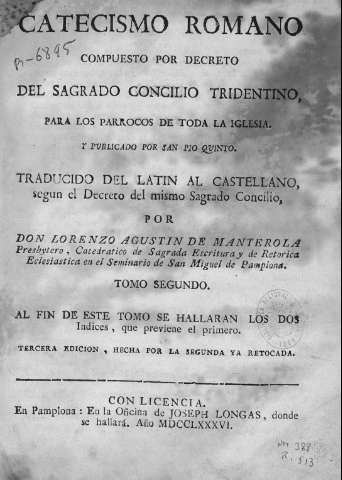 CATECISMO ROMANO
pi-6895
COMPUESTO POR DECRETO
DEL SAGRADO CONCILIO TRIDENTINO,
PARA LOS PARROCOS DE TODA LA IGLESIA.
Y PUBLICADO POR SAN PIO QUINTO.
TRADUCIDO DEL LATIN AL CASTELLANO,
segun el Decreto del mismo Sagrado Concilio,
POR
DON LORENZO AGUSTIN DE MANTEROLA
Presbytero, Catedratico de Sagrada Escritura y de Retorica
Eclesiastica en el Seminario de San Miguel de Pamplona.
TOMO SEGUNDO.
AL FIN DE ESTE TOMO SE HALLARAN LOS DOS
Indices, que previene el primero.
TERCERA EDICION, HECHA POR LA SEGUNDA YA RETOCADA.
CON LICENCIA.
En Pamplona: En la Oficina de JOSEPH LONGAS, donde
se hallará. Año MDCCLXXXVI.
388
R. 513